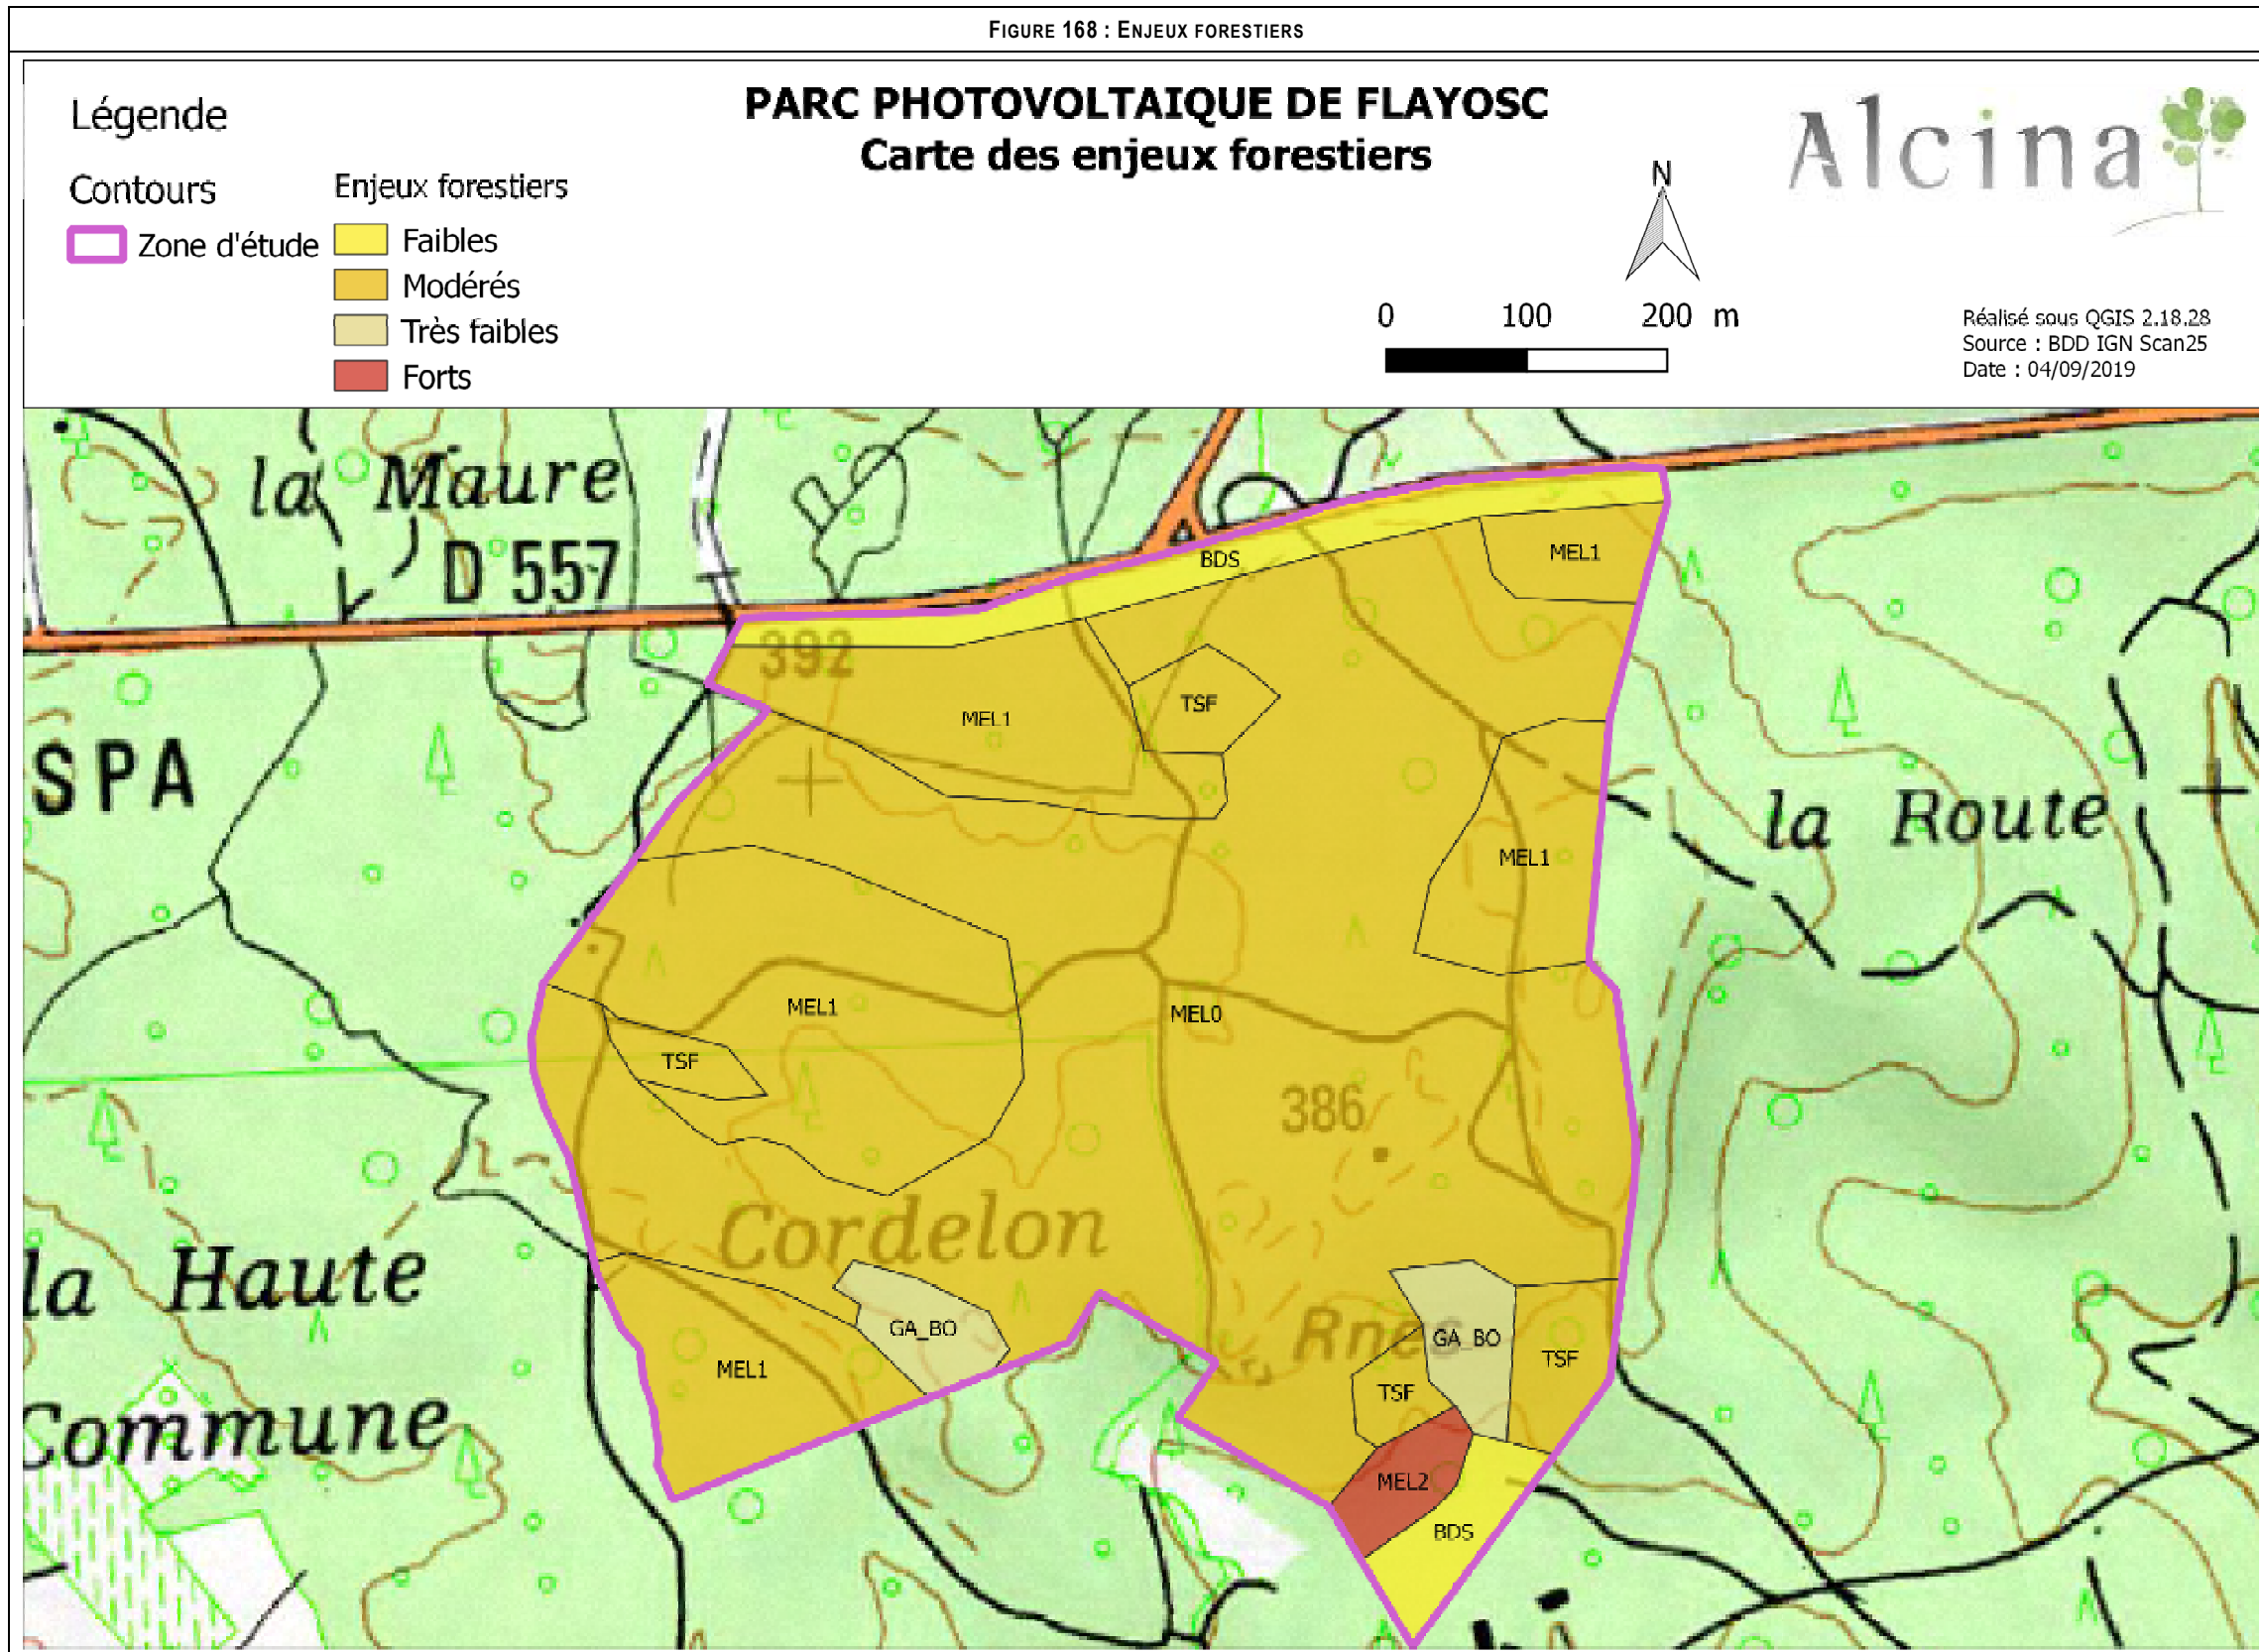 FIGURE 168 : ENJEUX FORESTIERS
Légende
Contours
Zone d'étude
Enjeux forestiers
Faibles
Modérés
Très faibles
Forts
PARC PHOTOVOLTAIQUE DE FLAYOSC
Carte des enjeux forestiers
N
0 100 200 m
Alcina
Réalisé sous QGIS 2.18.28
Source : BDD IGN Scan25
Date : 04/09/2019
la Maure
D 557
BDS
MEL1
392
TSF
MEL1
SPA
la Route
MEL1
MEL1
MEL0
TSF
386
Cordelon
la Haute
Commune
MEL1
GA_BO
Rnes
GA_BO
TSF
TSF
MEL2
BDS